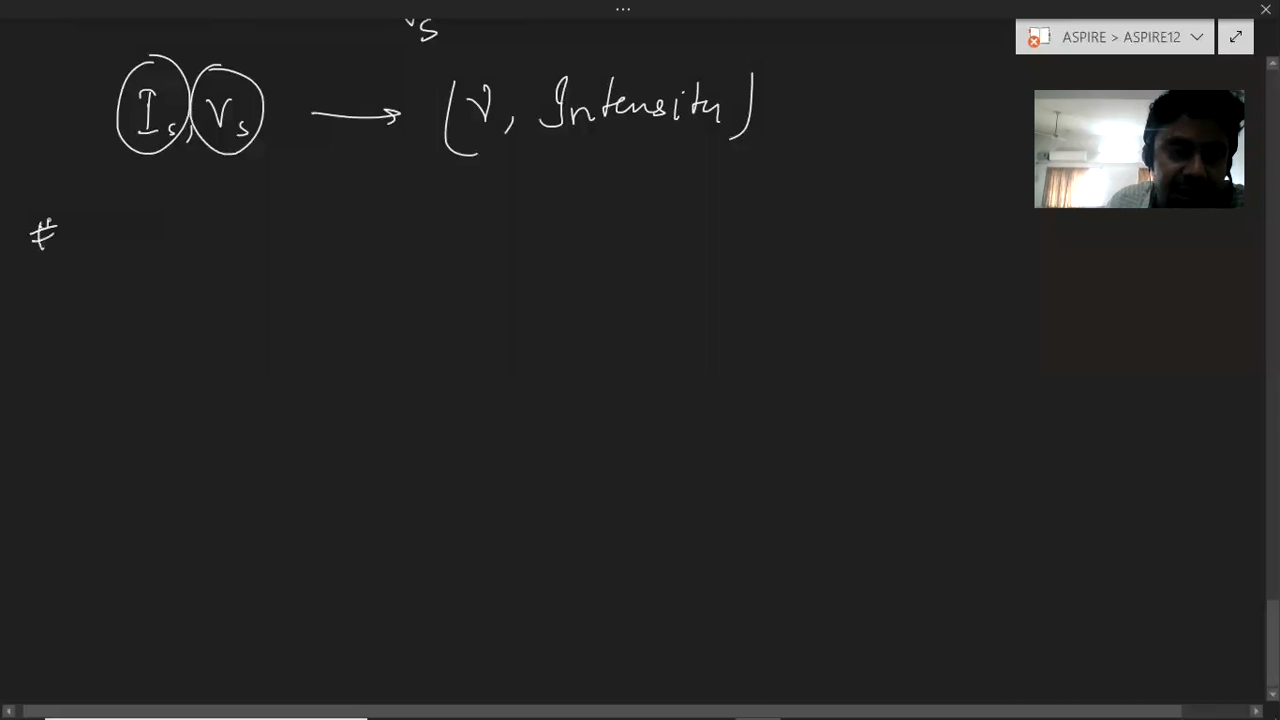 Vs
ASPIRE > ASPIRE12
Is, Vs → (ν, Intensity)
#